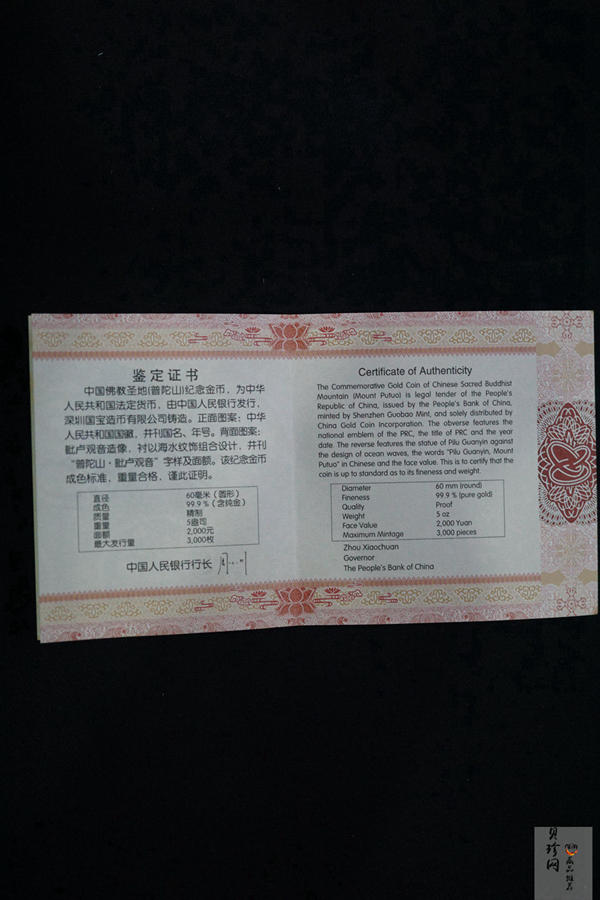 鉴定证书
中国佛教圣地(普陀山)纪念金币，为中华
人民共和国法定货币，由中国人民银行发行，
深圳国宝造币有限公司铸造。正面图案：中华
人民共和国国徽，并刊国名、年号。背面图案：
毗卢观音造像，衬以海水纹饰组合设计，并刊
“普陀山·毗卢观音”字样及面额。该纪念金币
成色标准，重量合格，谨此证明。
直径 60毫米（圆形）
成色 99.9％（含纯金）
质量 精制
重量 5盎司
面额 2,000元
最大发行量 3,000枚
中国人民银行行长
Certificate of Authenticity
The Commemorative Gold Coin of Chinese Sacred Buddhist
Mountain (Mount Putuo) is legal tender of the People's
Republic of China, issued by the People's Bank of China,
minted by Shenzhen Guobao Mint, and solely distributed by
China Gold Coin Incorporation. The obverse features the
national emblem of the PRC, the title of PRC and the year
date. The reverse features the statue of Pilu Guanyin against
the design of ocean waves, the words "Pilu Guanyin, Mount
Putuo" in Chinese and the face value. This is to certify that the
coin is up to standard as to its fineness and weight.
Diameter 60 mm (round)
Fineness 99.9 % (pure gold)
Quality Proof
Weight 5 oz
Face Value 2,000 Yuan
Maximum Mintage 3,000 pieces
Zhou Xiaochuan
Governor
The People's Bank of China
贝珍网